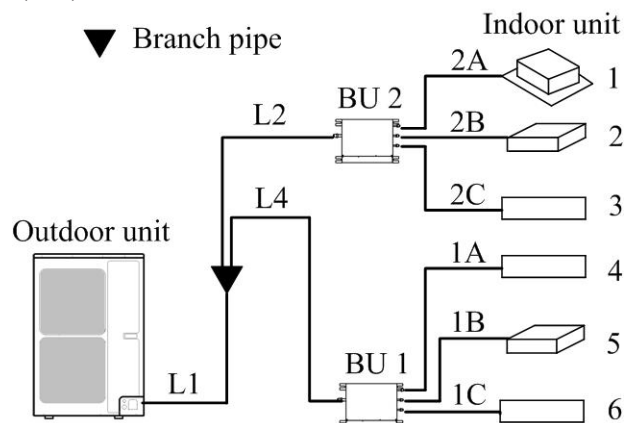 Branch pipe
Indoor unit
2A
1
BU 2
L2
2B
2
2C
3
L4
Outdoor unit
1A
4
1B
5
BU 1
L1
1C
6